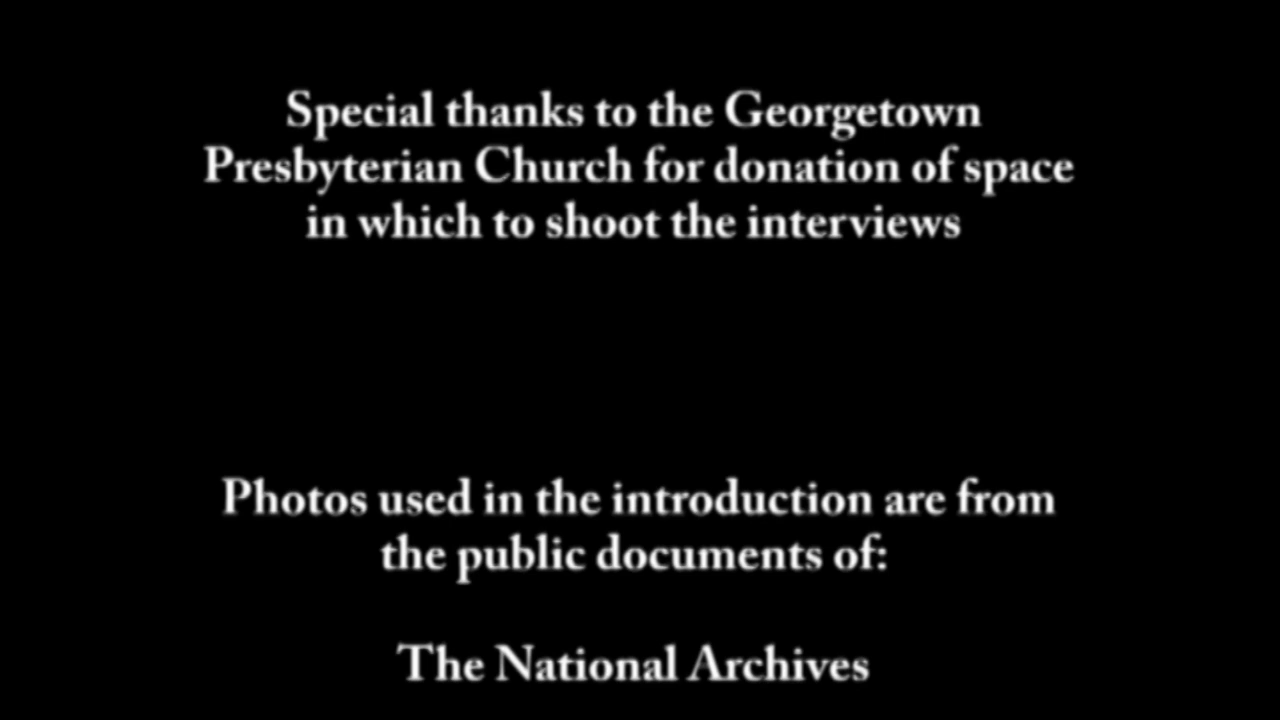 Special thanks to the Georgetown
Presbyterian Church for donation of space
in which to shoot the interviews
Photos used in the introduction are from
the public documents of:
The National Archives